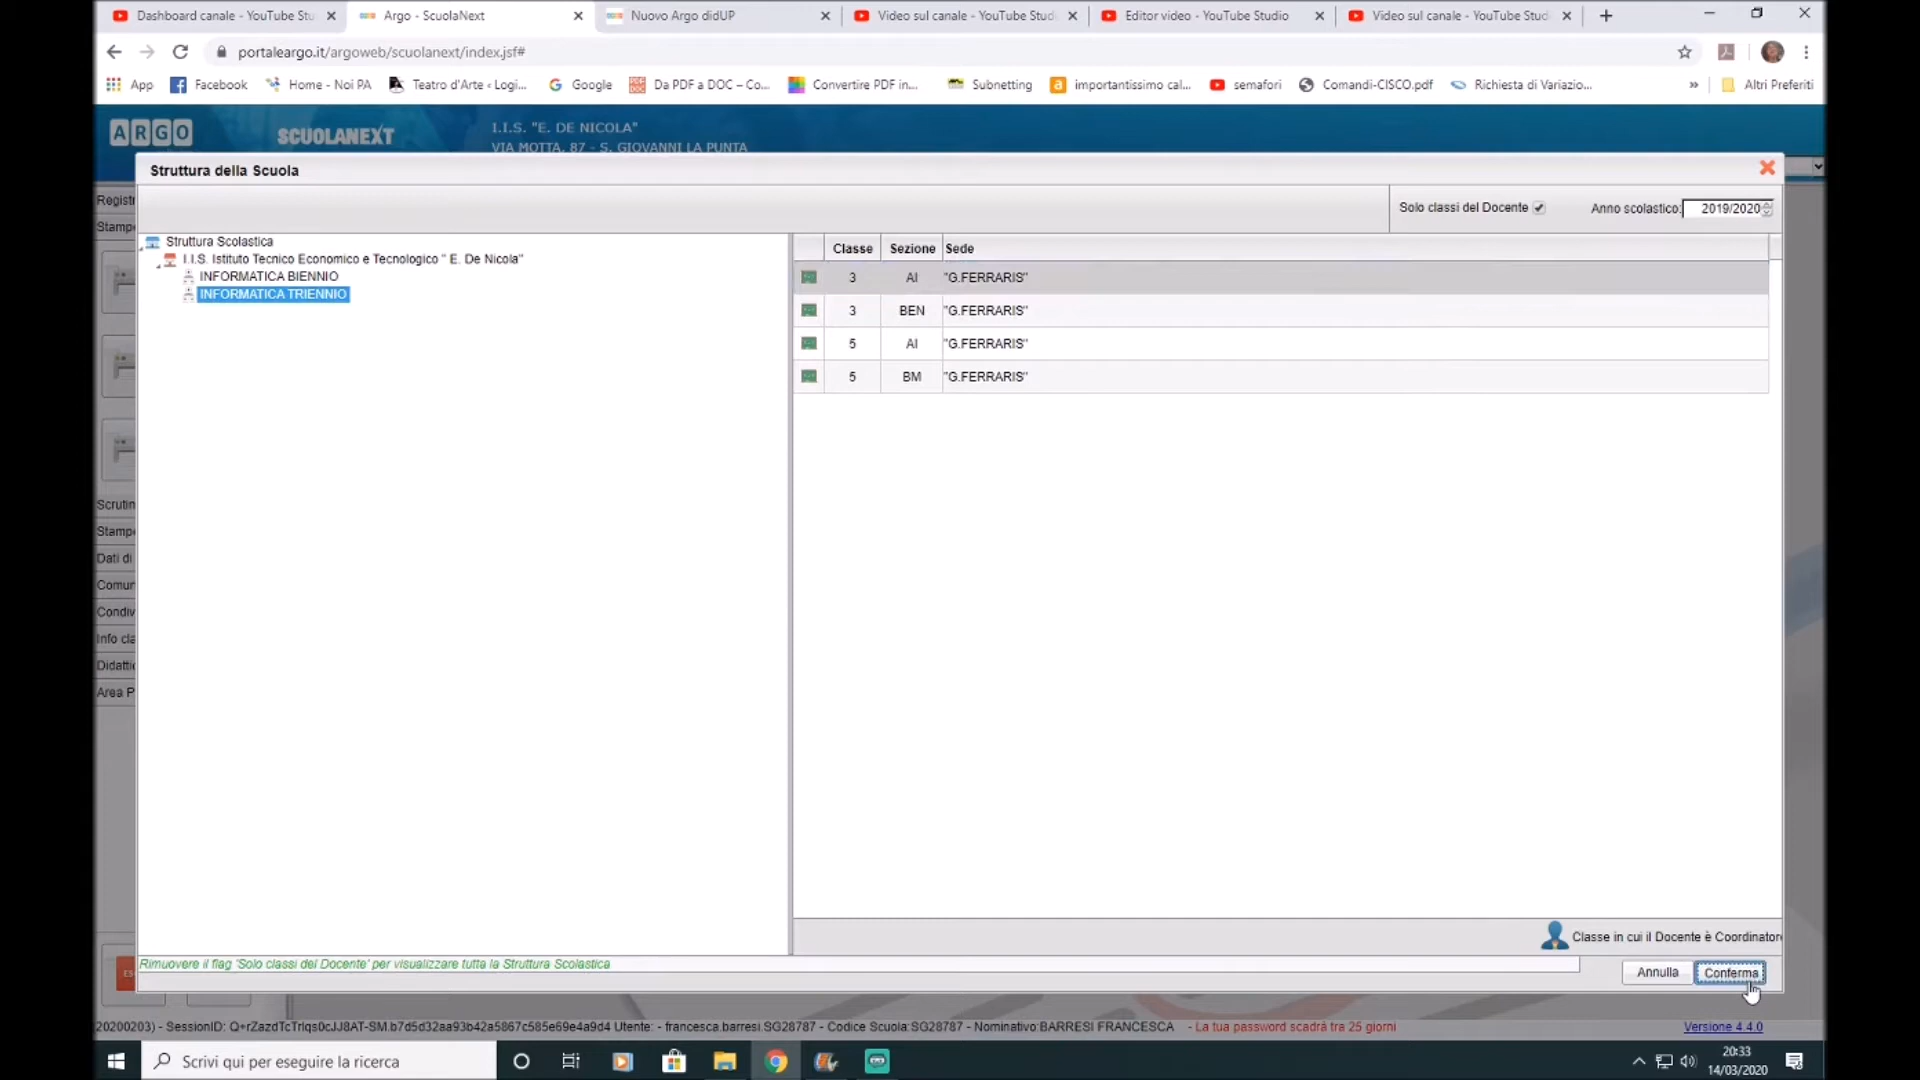 Dashboard canale - YouTube Stu
Argo - ScuolaNext
Nuovo Argo didUP
Video sul canale - YouTube Studi
Editor video - YouTube Studio
Video sul canale - YouTube Studi
portaleargo.it/argoweb/scuolanext/index.jsf#
App
Facebook
Home - Noi PA
Teatro d'Arte ‹ Logi...
Google
Da PDF a DOC – Co...
Convertire PDF in...
Subnetting
importantissimo cal...
semafori
Comandi-CISCO.pdf
Richiesta di Variazio...
»
Altri Preferiti
ARGO
SCUOLANEXT
I.I.S. "E. DE NICOLA"
VIA MOTTA, 87 - S. GIOVANNI LA PUNTA
Struttura della Scuola
Solo classi del Docente
Anno scolastico: 2019/2020
Registr
Stampe
Scrutin
Stampe
Dati di
Comun
Condiv
Info cla
Didattic
Area P
Struttura Scolastica
I.I.S. Istituto Tecnico Economico e Tecnologico " E. De Nicola"
INFORMATICA BIENNIO
INFORMATICA TRIENNIO
Classe Sezione Sede
3 AI "G.FERRARIS"
3 BEN "G.FERRARIS"
5 AI "G.FERRARIS"
5 BM "G.FERRARIS"
Classe in cui il Docente è Coordinatore
Rimuovere il flag 'Solo classi del Docente' per visualizzare tutta la Struttura Scolastica
Annulla
Conferma
20200203) - SessionID: Q+rZazdTcTrlqs0cJJ8AT-SM.b7d5d32aa93b42a5867c585e69e4a9d4 Utente: - francesca.barresi.SG28787 - Codice Scuola:SG28787 - Nominativo:BARRESI FRANCESCA - La tua password scadrà tra 25 giorni
Versione 4.4.0
Scrivi qui per eseguire la ricerca
20:33
14/03/2020